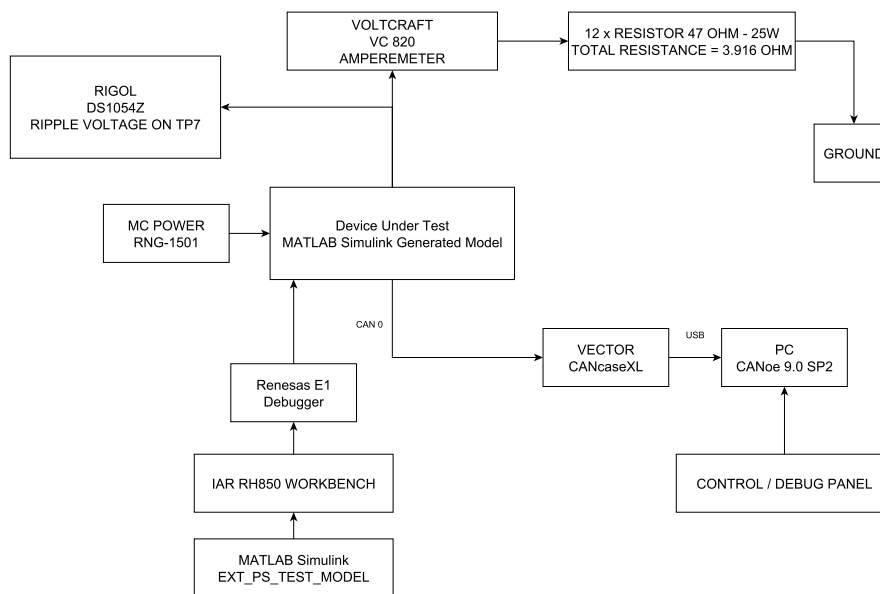 VOLTCRAFT
VC 820
AMPEREMETER
12 x RESISTOR 47 OHM - 25W
TOTAL RESISTANCE = 3.916 OHM
RIGOL
DS1054Z
RIPPLE VOLTAGE ON TP7
GROUND
MC POWER
RNG-1501
Device Under Test
MATLAB Simulink Generated Model
CAN 0
VECTOR
CANcaseXL
USB
PC
CANoe 9.0 SP2
Renesas E1
Debugger
IAR RH850 WORKBENCH
CONTROL / DEBUG PANEL
MATLAB Simulink
EXT_PS_TEST_MODEL